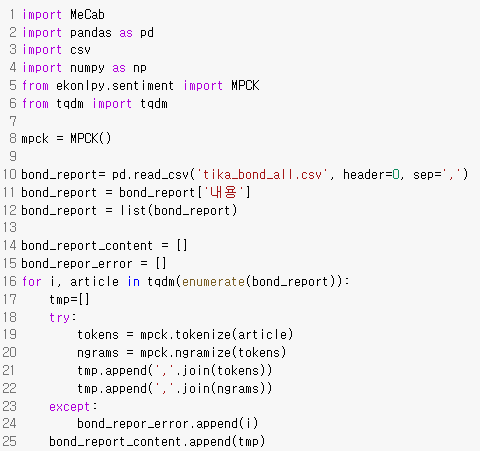 1 import MeCab
2 import pandas as pd
3 import csv
4 import numpy as np
5 from ekonlpy.sentiment import MPCK
6 from tqdm import tqdm
7
8 mpck = MPCK()
9
10 bond_report= pd.read_csv('tika_bond_all.csv', header=0, sep=',')
11 bond_report = bond_report['내용']
12 bond_report = list(bond_report)
13
14 bond_report_content = []
15 bond_repor_error = []
16 for i, article in tqdm(enumerate(bond_report)):
17     tmp=[]
18     try:
19         tokens = mpck.tokenize(article)
20         ngrams = mpck.ngramize(tokens)
21         tmp.append(','.join(tokens))
22         tmp.append(','.join(ngrams))
23     except:
24         bond_repor_error.append(i)
25     bond_report_content.append(tmp)